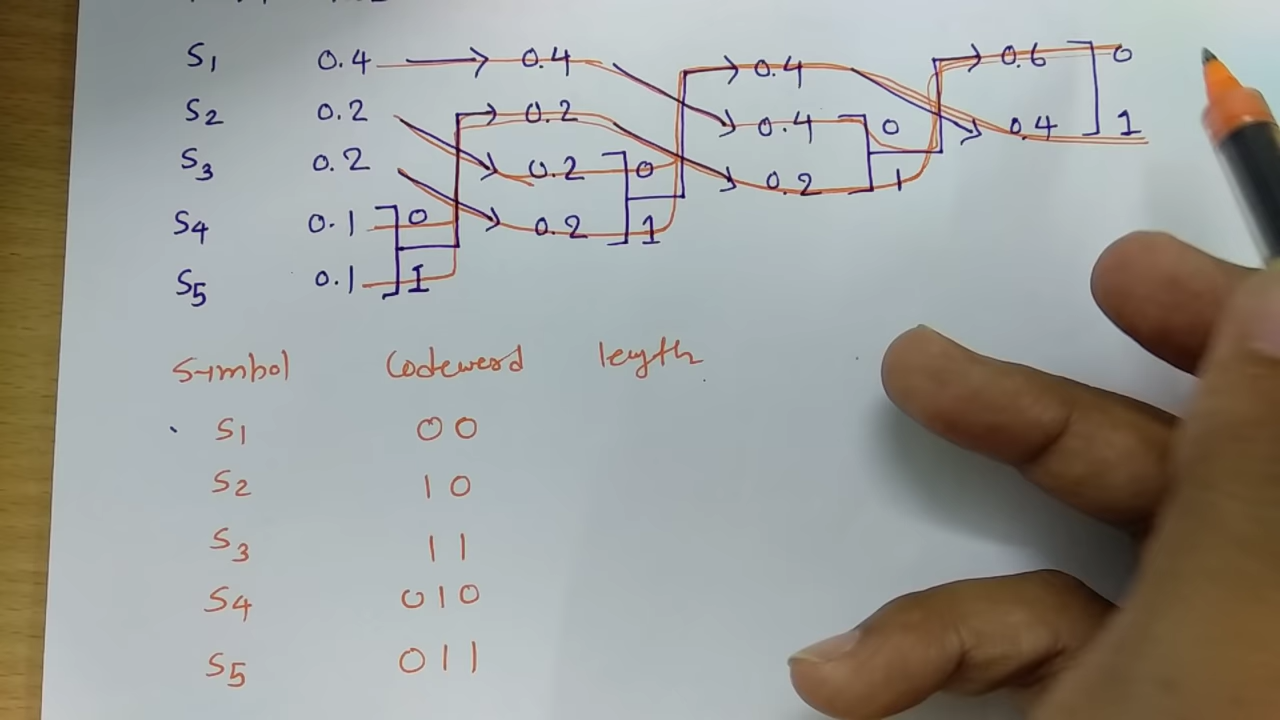 S1 0.4 0.4 0.4 0.6 0
S2 0.2 0.2 0.4 0 0.4 1
S3 0.2 0.2 0 0.2 1
S4 0.1 0 0.2 1
S5 0.1 1
Symbol Codeword length
S1 00
S2 10
S3 11
S4 010
S5 011